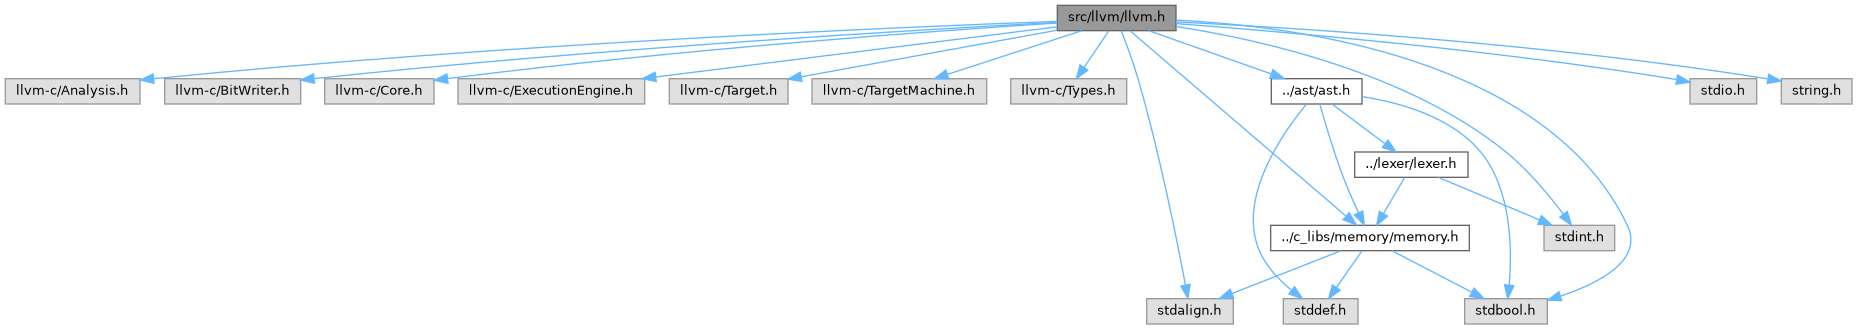 src/llvm/llvm.h
llvm-c/Analysis.h
llvm-c/BitWriter.h
llvm-c/Core.h
llvm-c/ExecutionEngine.h
llvm-c/Target.h
llvm-c/TargetMachine.h
llvm-c/Types.h
../ast/ast.h
stdio.h
string.h
../lexer/lexer.h
../c_libs/memory/memory.h
stdint.h
stdalign.h
stddef.h
stdbool.h